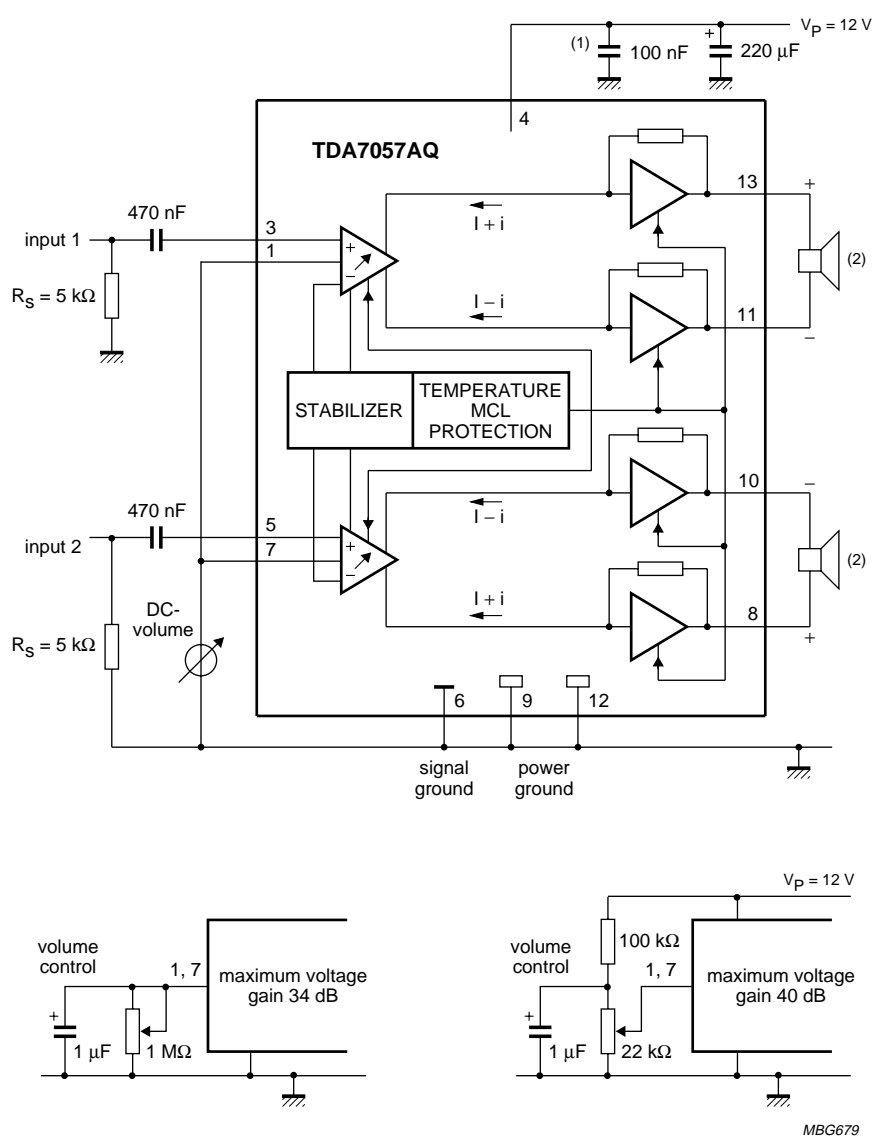 V_P = 12 V
(1)
100 nF
+
220 μF
4
TDA7057AQ
13
+
470 nF
I + i
input 1
3
1
+
−
(2)
R_S = 5 kΩ
I − i
11
−
STABILIZER
TEMPERATURE
MCL
PROTECTION
10
−
470 nF
I − i
input 2
5
7
+
−
(2)
I + i
DC-
volume
8
+
R_S = 5 kΩ
6
9
12
signal
ground
power
ground
volume
control
1, 7
maximum voltage
gain 34 dB
+
1 μF
1 MΩ
V_P = 12 V
100 kΩ
volume
control
1, 7
maximum voltage
gain 40 dB
+
1 μF
22 kΩ
MBG679